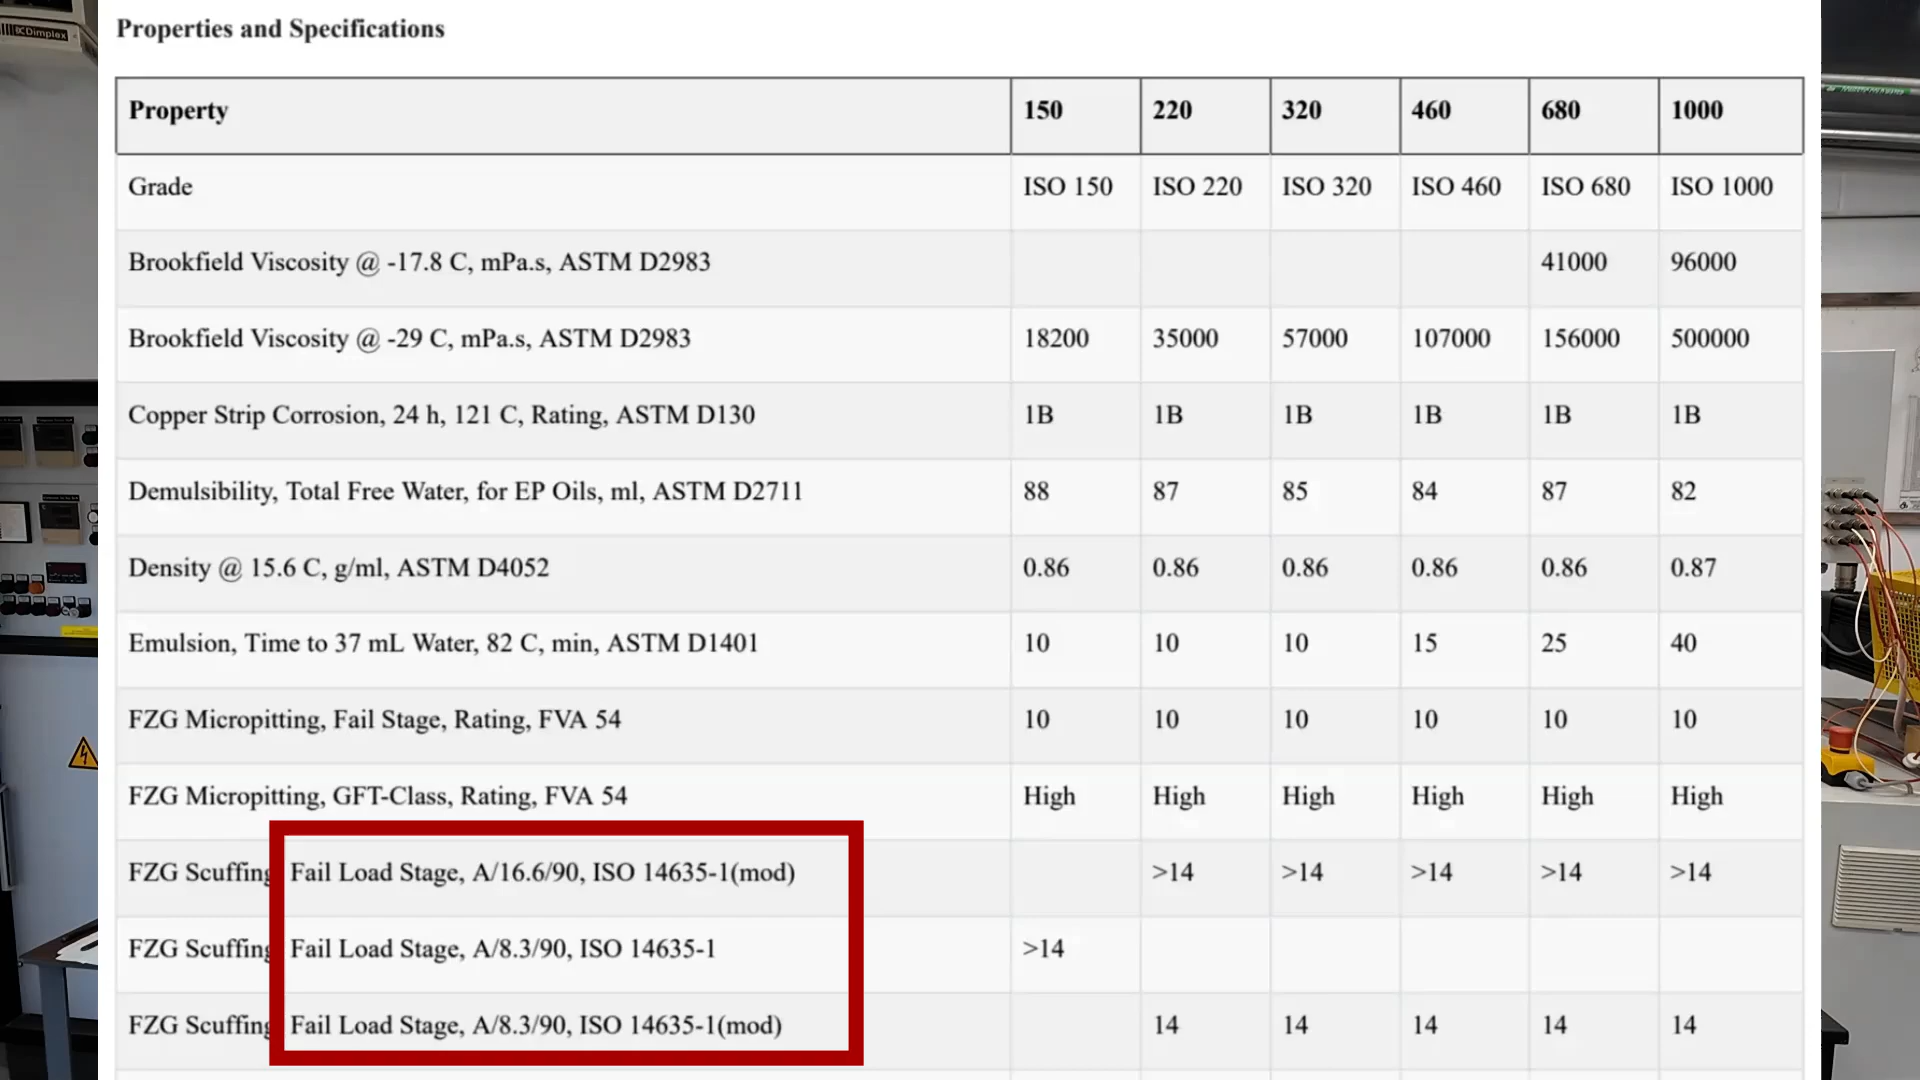 Dimplex
Properties and Specifications
Property 150 220 320 460 680 1000
Grade ISO 150 ISO 220 ISO 320 ISO 460 ISO 680 ISO 1000
Brookfield Viscosity @ -17.8 C, mPa.s, ASTM D2983 41000 96000
Brookfield Viscosity @ -29 C, mPa.s, ASTM D2983 18200 35000 57000 107000 156000 500000
Copper Strip Corrosion, 24 h, 121 C, Rating, ASTM D130 1B 1B 1B 1B 1B 1B
Demulsibility, Total Free Water, for EP Oils, ml, ASTM D2711 88 87 85 84 87 82
Density @ 15.6 C, g/ml, ASTM D4052 0.86 0.86 0.86 0.86 0.86 0.87
Emulsion, Time to 37 mL Water, 82 C, min, ASTM D1401 10 10 10 15 25 40
FZG Micropitting, Fail Stage, Rating, FVA 54 10 10 10 10 10 10
FZG Micropitting, GFT-Class, Rating, FVA 54 High High High High High High
FZG Scuffing Fail Load Stage, A/16.6/90, ISO 14635-1(mod) >14 >14 >14 >14 >14
FZG Scuffing Fail Load Stage, A/8.3/90, ISO 14635-1 >14
FZG Scuffing Fail Load Stage, A/8.3/90, ISO 14635-1(mod) 14 14 14 14 14